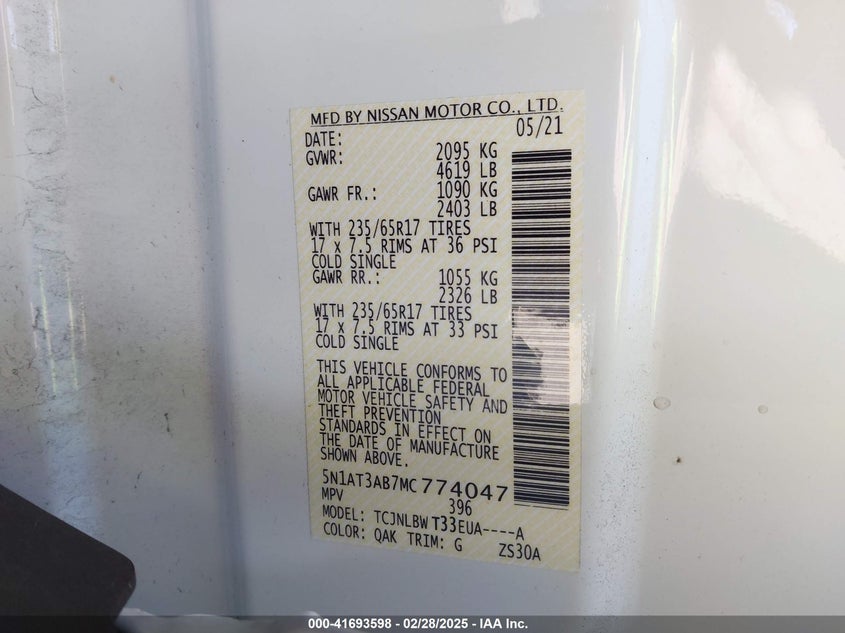 MFD BY NISSAN MOTOR CO., LTD.
DATE: 05/21
GVWR: 2095 KG
4619 LB
GAWR FR.: 1090 KG
2403 LB
WITH 235/65R17 TIRES
17 x 7.5 RIMS AT 36 PSI
COLD SINGLE
GAWR RR.: 1055 KG
2326 LB
WITH 235/65R17 TIRES
17 x 7.5 RIMS AT 33 PSI
COLD SINGLE
THIS VEHICLE CONFORMS TO
ALL APPLICABLE FEDERAL
MOTOR VEHICLE SAFETY AND
THEFT PREVENTION
STANDARDS IN EFFECT ON
THE DATE OF MANUFACTURE
SHOWN ABOVE.
5N1AT3AB7MC774047
MPV 396
MODEL: TCJNLBWT33EUA----A
COLOR: QAK TRIM: G ZS30A
000-41693598 - 02/28/2025 - IAA Inc.